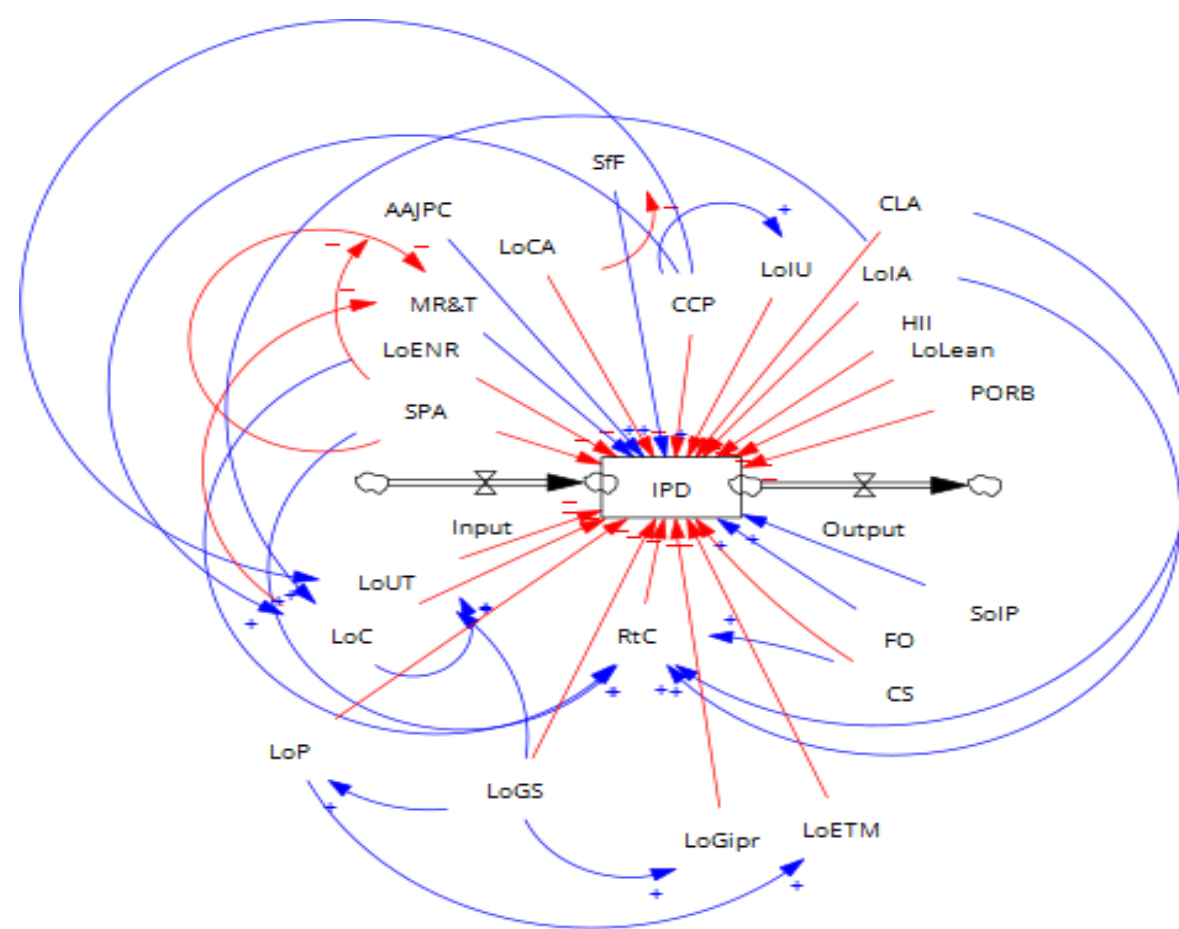 SfF
CLA
AAJPC
LoCA
LoIU
LoIA
MR&T
CCP
HII
LoENR
LoLean
PORB
SPA
IPD
Input
Output
LoUT
SoIP
LoC
RtC
FO
CS
LoP
LoGS
LoGipr
LoETM